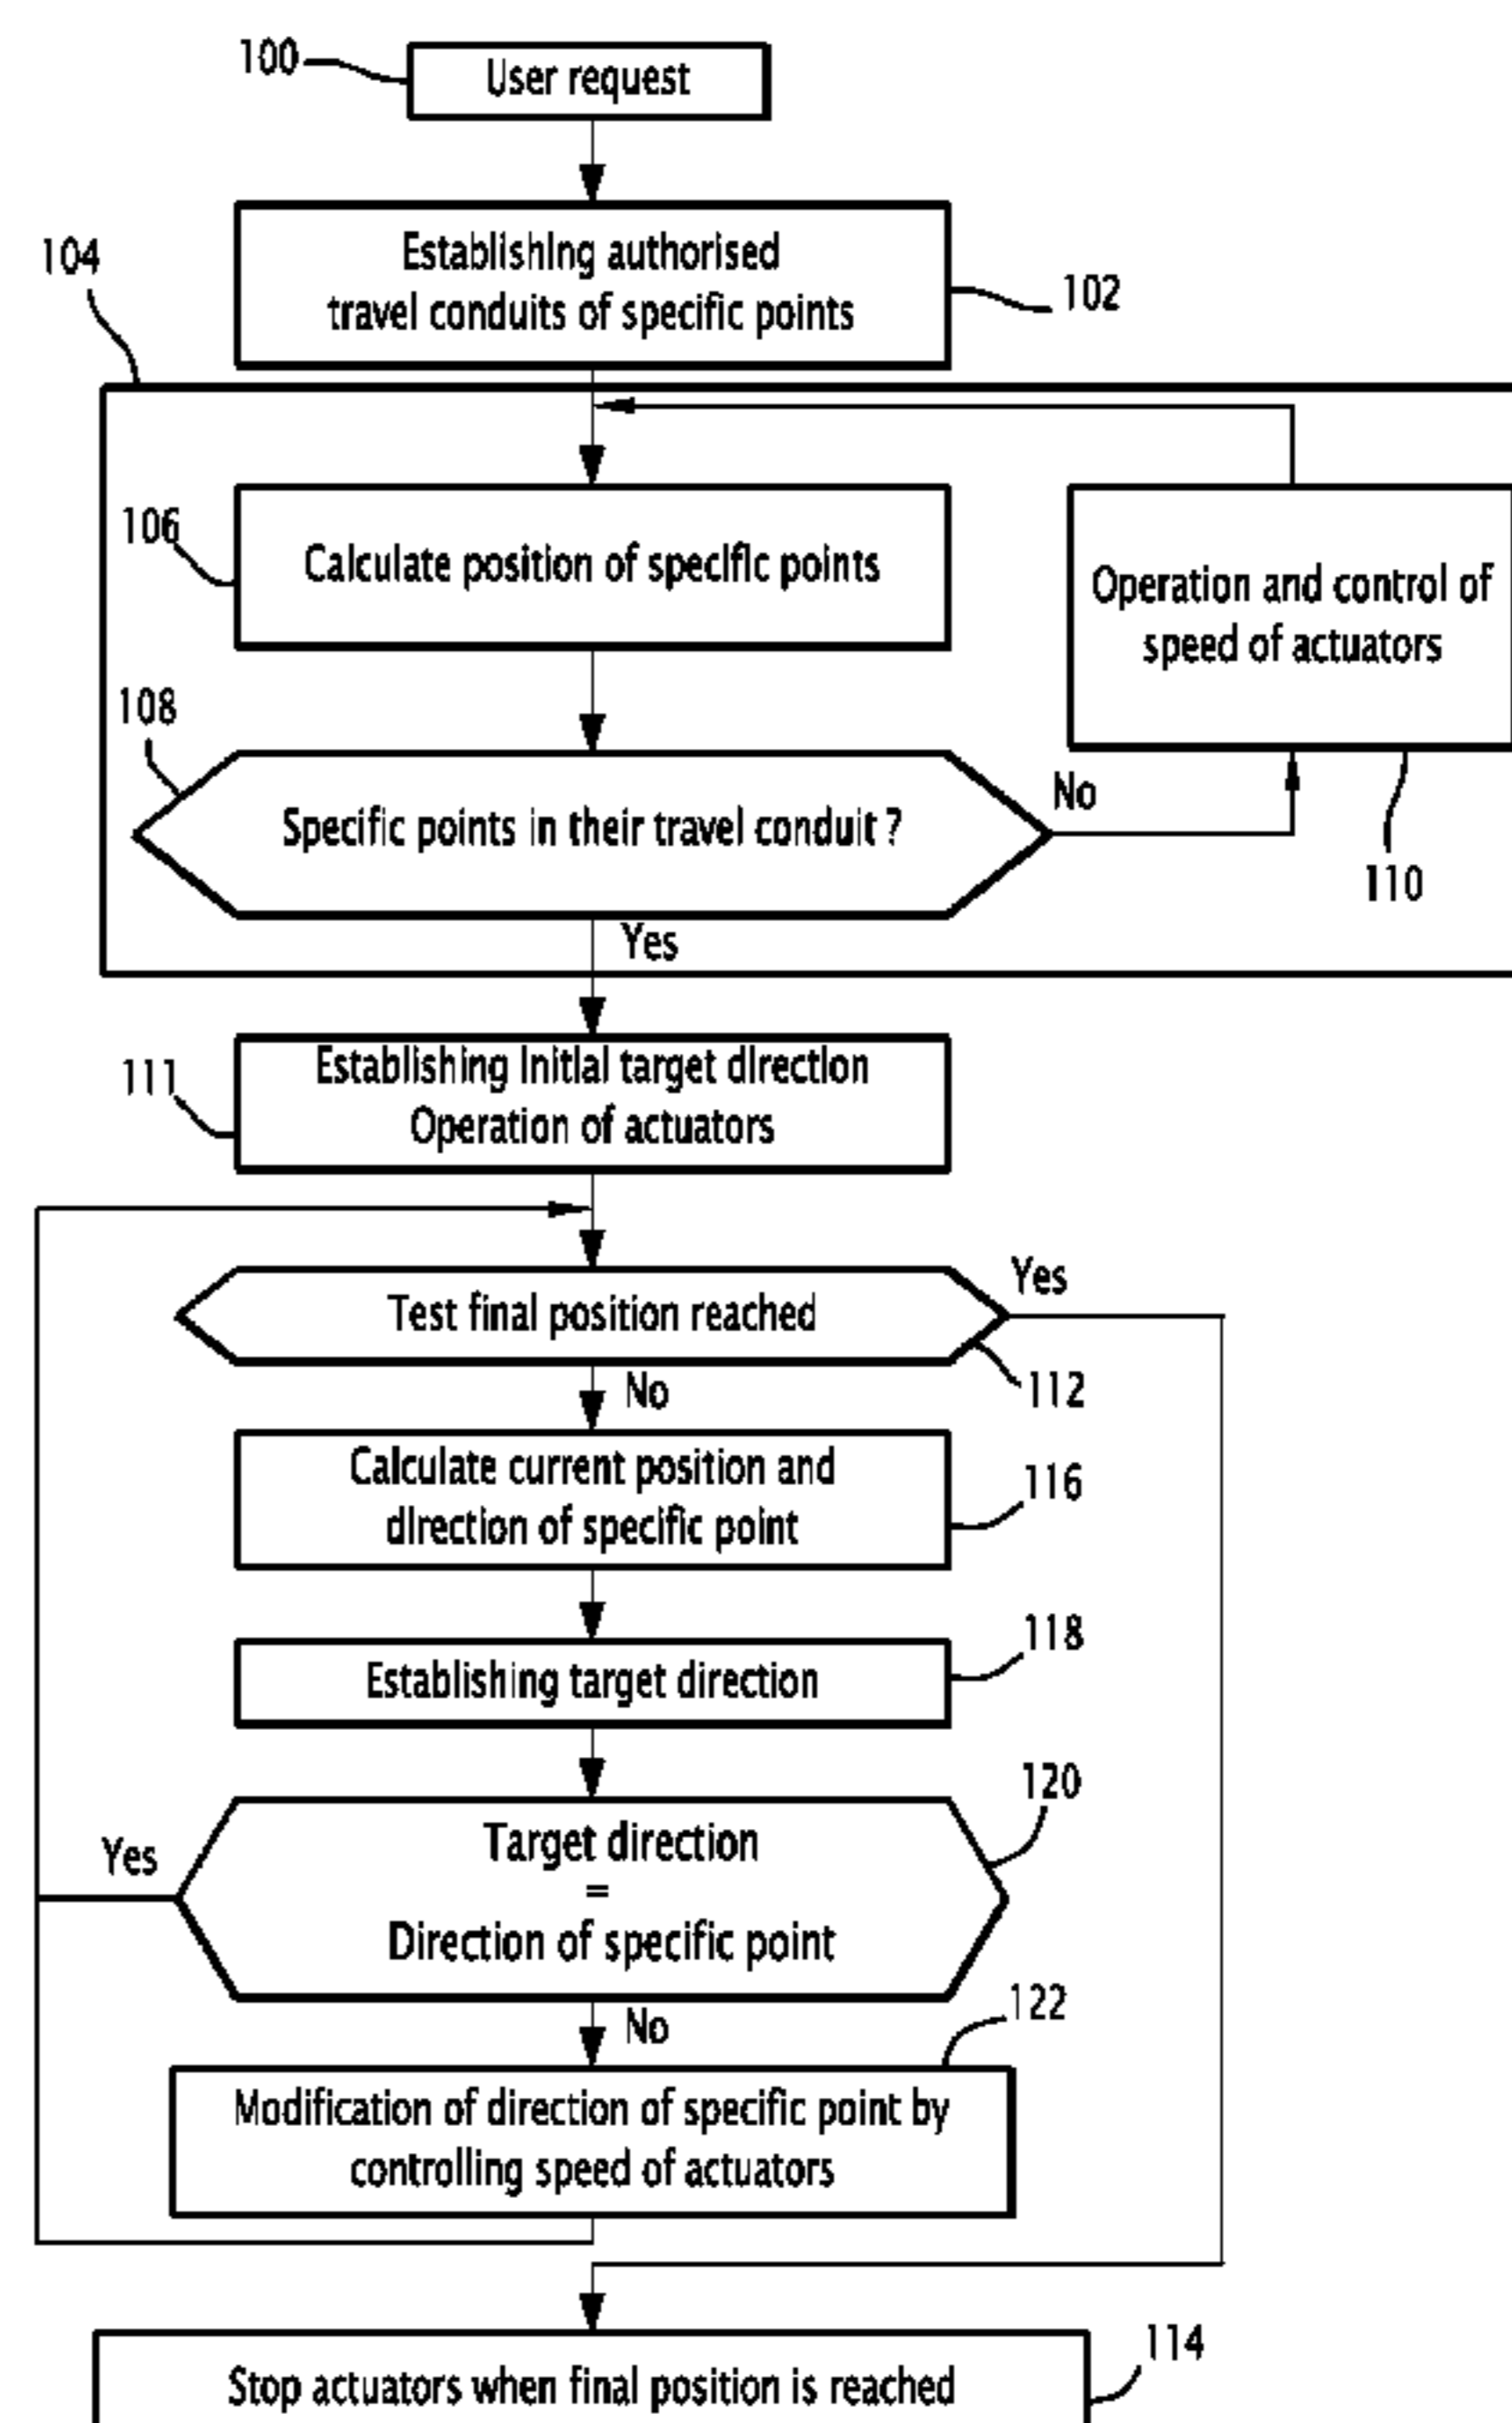 100
User request
Establishing authorised
travel conduits of specific points
102
104
106
Calculate position of specific points
Operation and control of
speed of actuators
110
108
Specific points in their travel conduit ?
No
Yes
111
Establishing initial target direction
Operation of actuators
Test final position reached
Yes
112
No
Calculate current position and
direction of specific point
116
118
Establishing target direction
120
Target direction
=
Direction of specific point
Yes
No
122
Modification of direction of specific point by
controlling speed of actuators
114
Stop actuators when final position is reached